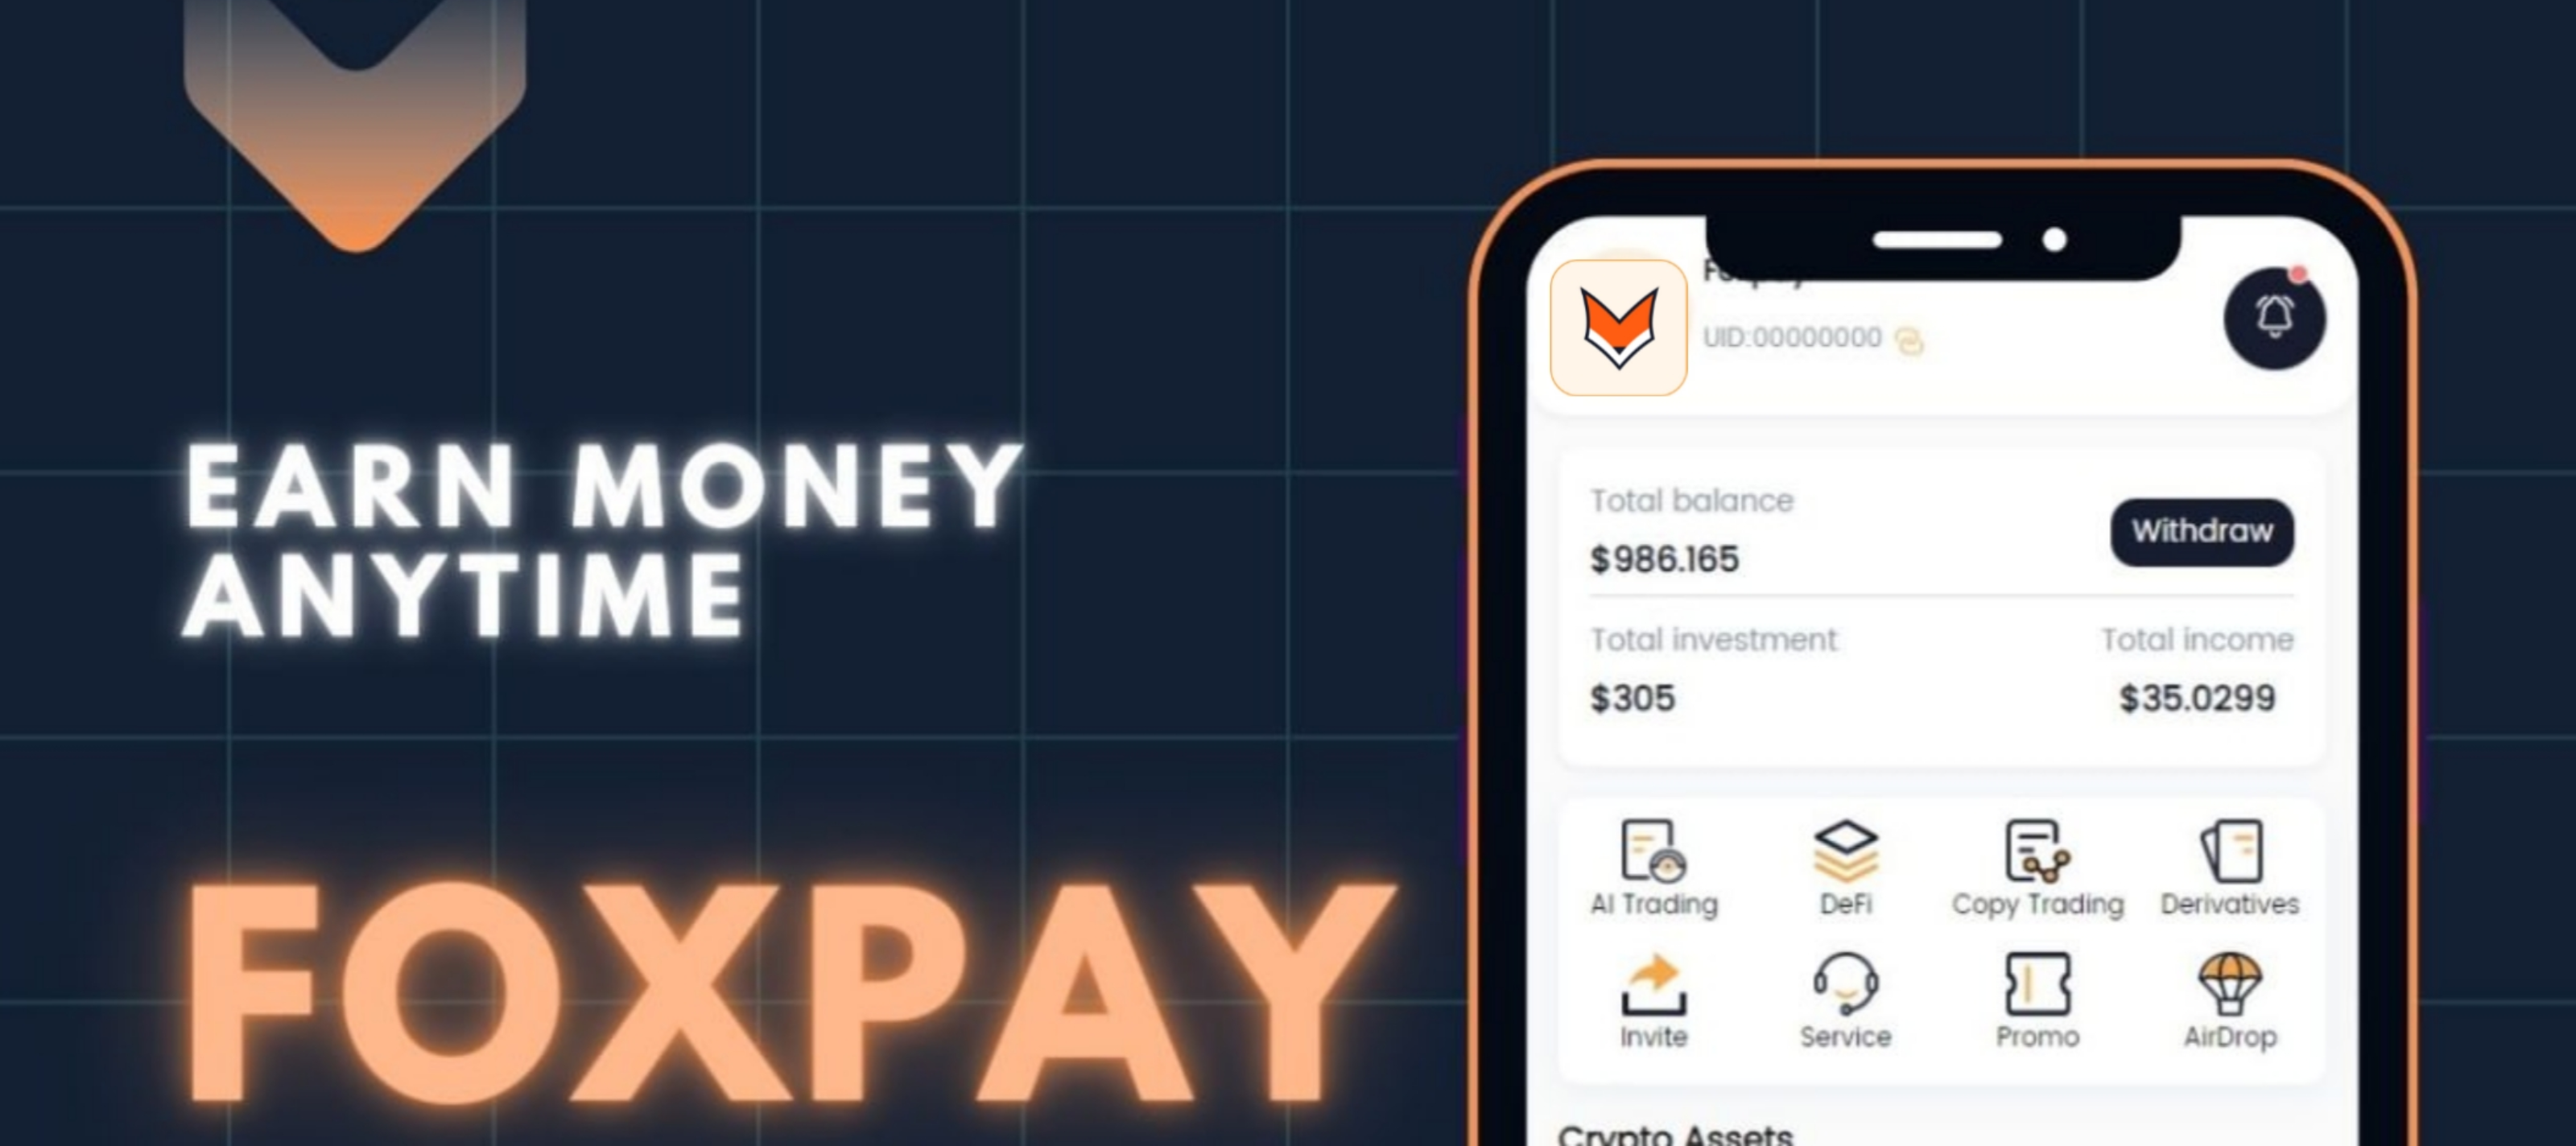 EARN MONEY
ANYTIME
FOXPAY
Foxpay
UID:00000000
Total balance
$986.165
Withdraw
Total investment
Total income
$305
$35.0299
AI Trading
DeFi
Copy Trading
Derivatives
Invite
Service
Promo
AirDrop
Crypto Assets